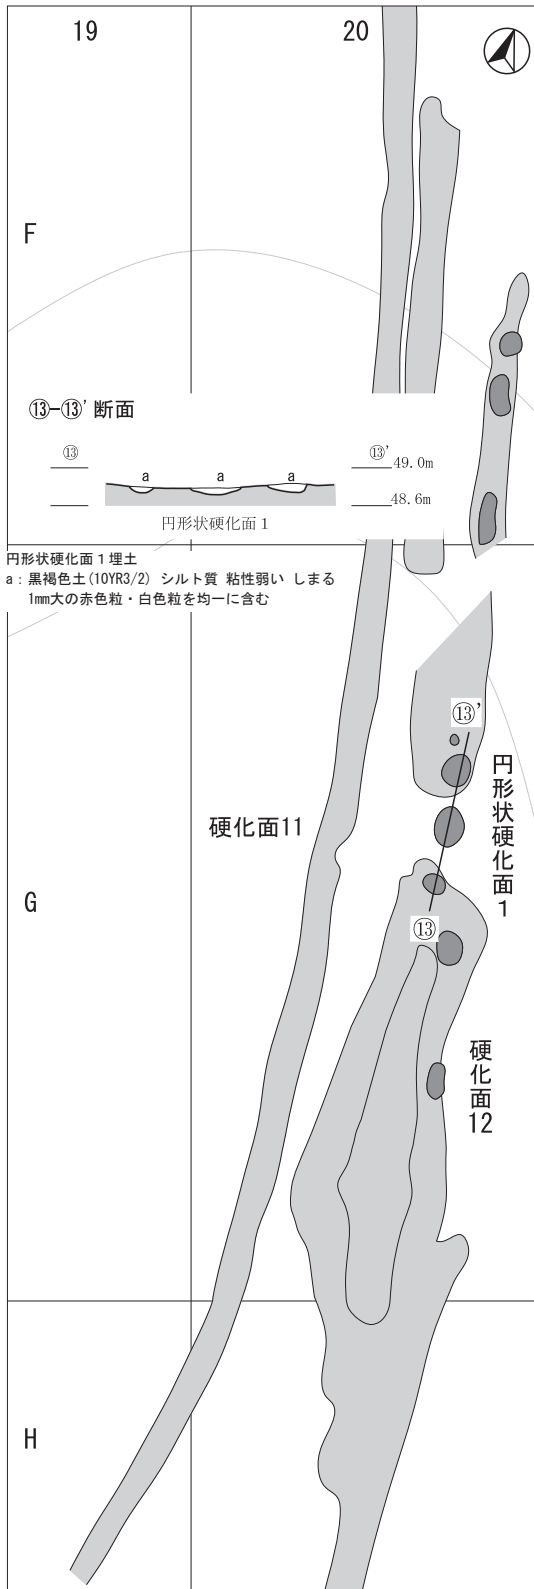 19
20
F
⑬-⑬’断面
⑬
⑬’
49.0m
a
a
a
48.6m
円形状硬化面1
円形状硬化面1埋土
a：黒褐色土(10YR3/2) シルト質 粘性弱い しまる
1mm大の赤色粒・白色粒を均一に含む
⑬’
円形状硬化面1
硬化面11
G
⑬
硬化面12
H